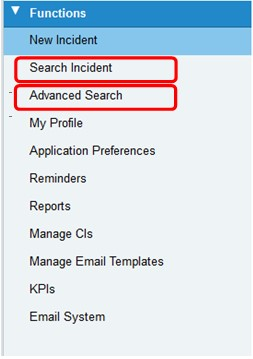 Functions
New Incident
Search Incident
Advanced Search
My Profile
Application Preferences
Reminders
Reports
Manage CIs
Manage Email Templates
KPIs
Email System